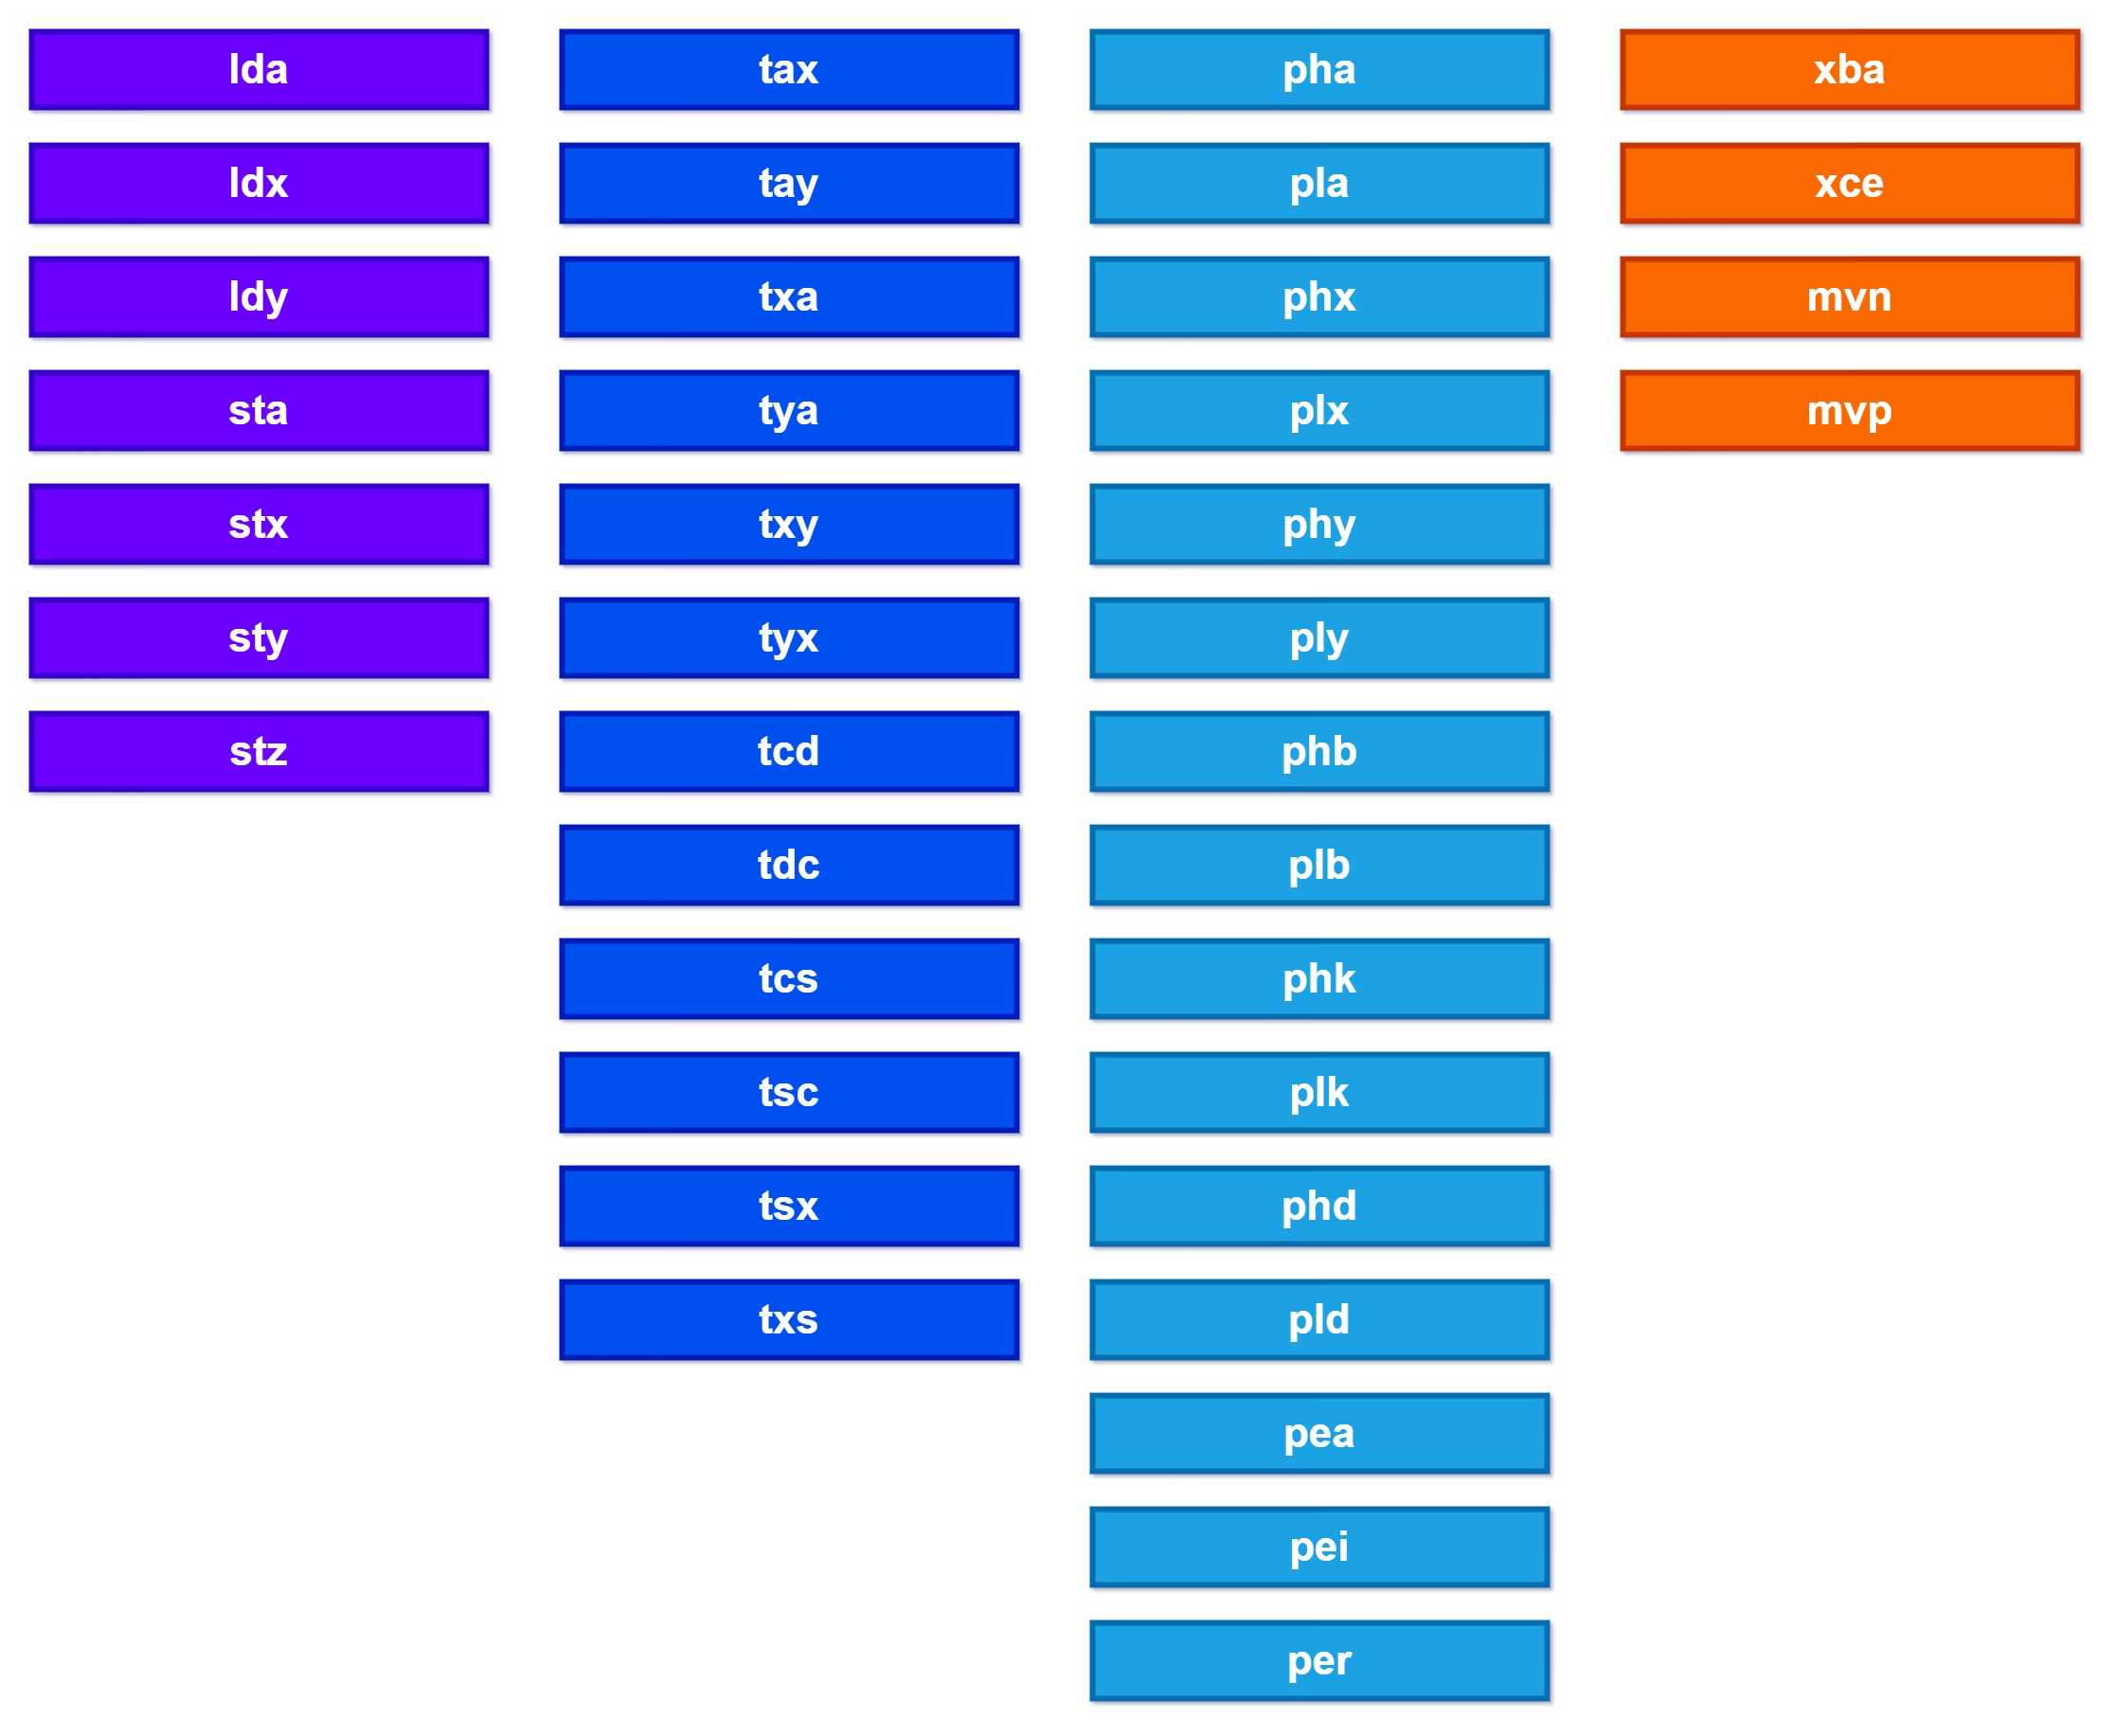 lda
ldx
ldy
sta
stx
sty
stz
tax
tay
txa
tya
txy
tyx
tcd
tdc
tcs
tsc
tsx
txs
pha
pla
phx
plx
phy
ply
phb
plb
phk
plk
phd
pld
pea
pei
per
xba
xce
mvn
mvp